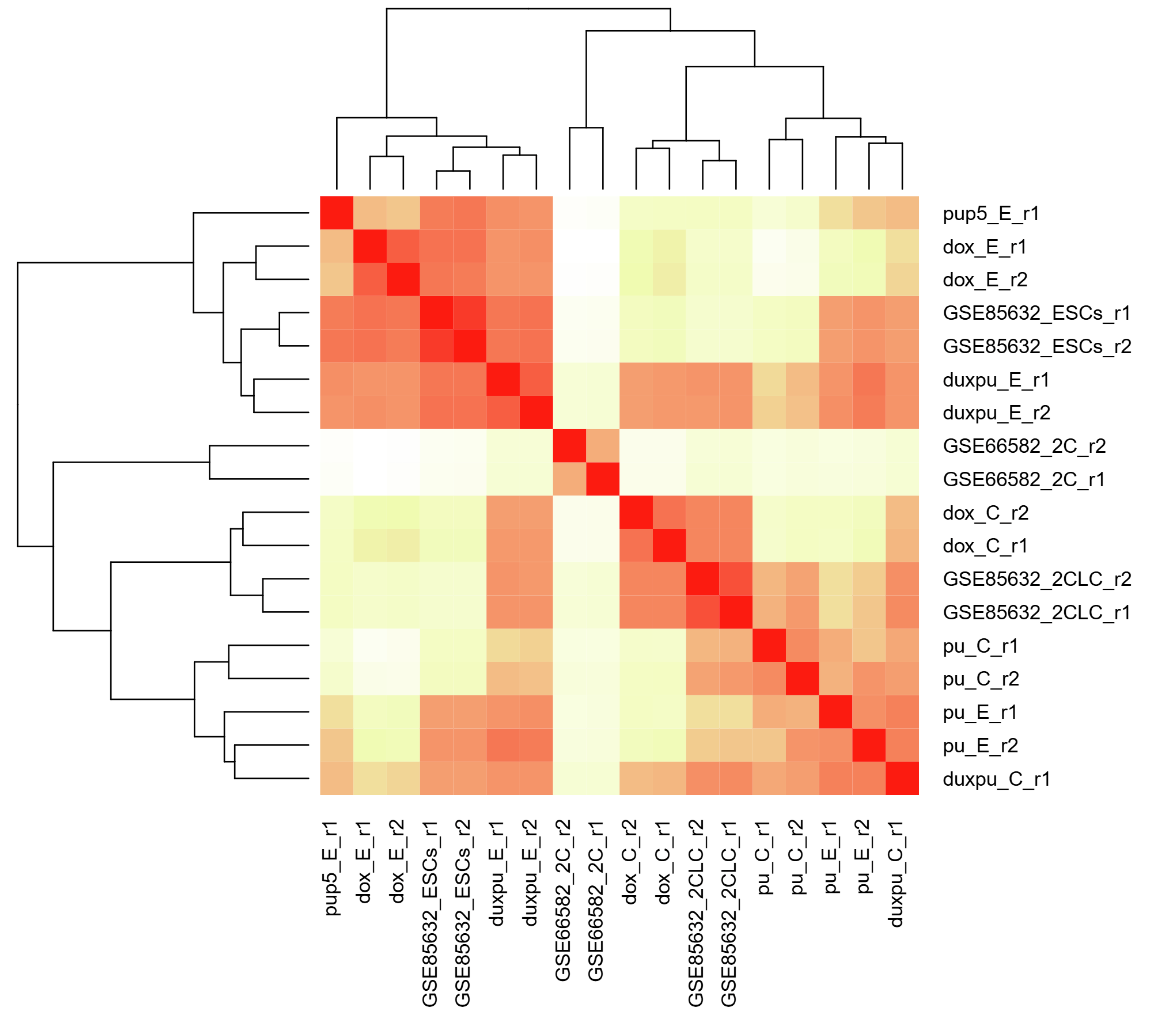 pup5_E_r1
dox_E_r1
dox_E_r2
GSE85632_ESCs_r1
GSE85632_ESCs_r2
duxpu_E_r1
duxpu_E_r2
GSE66582_2C_r2
GSE66582_2C_r1
dox_C_r2
dox_C_r1
GSE85632_2CLC_r2
GSE85632_2CLC_r1
pu_C_r1
pu_C_r2
pu_E_r1
pu_E_r2
duxpu_C_r1
pup5_E_r1
dox_E_r1
dox_E_r2
GSE85632_ESCs_r1
GSE85632_ESCs_r2
duxpu_E_r1
duxpu_E_r2
GSE66582_2C_r2
GSE66582_2C_r1
dox_C_r2
dox_C_r1
GSE85632_2CLC_r2
GSE85632_2CLC_r1
pu_C_r1
pu_C_r2
pu_E_r1
pu_E_r2
duxpu_C_r1